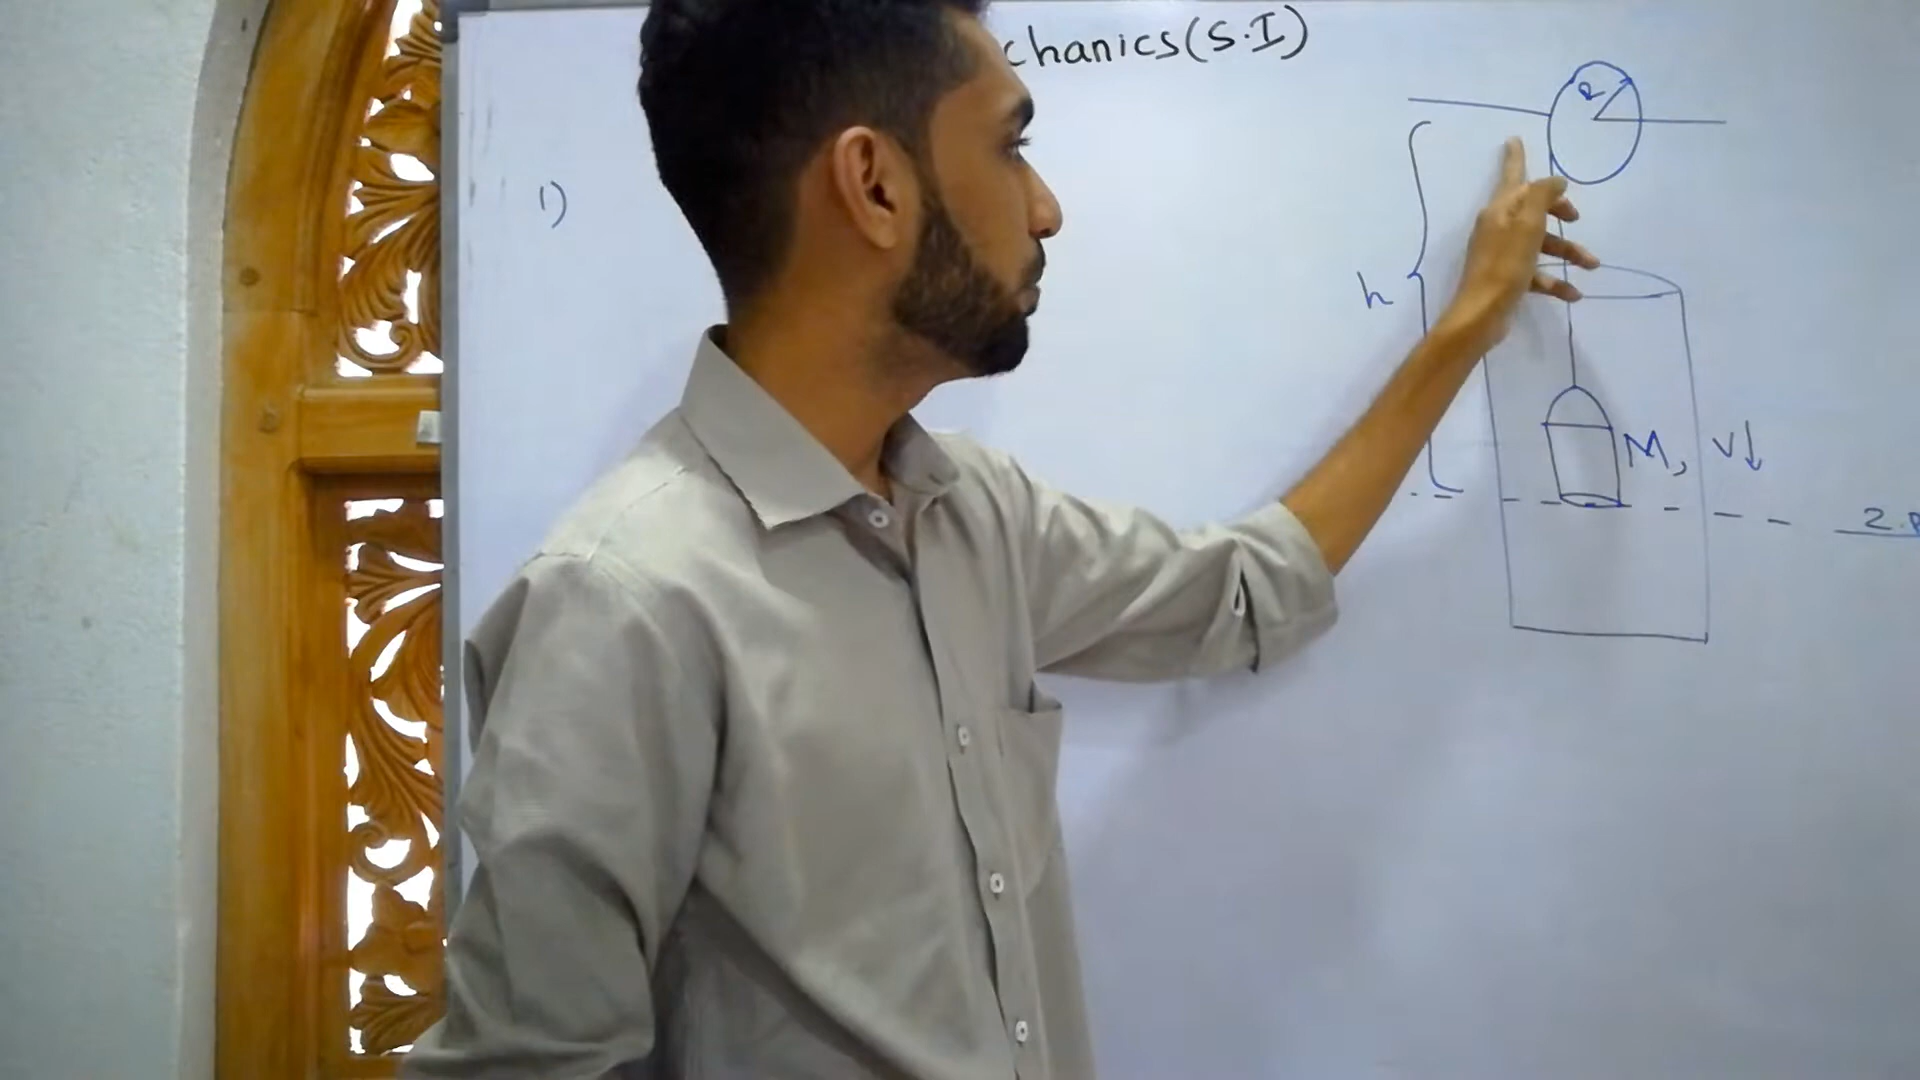 chanics (S.I)
1)
R
h
M, V↓